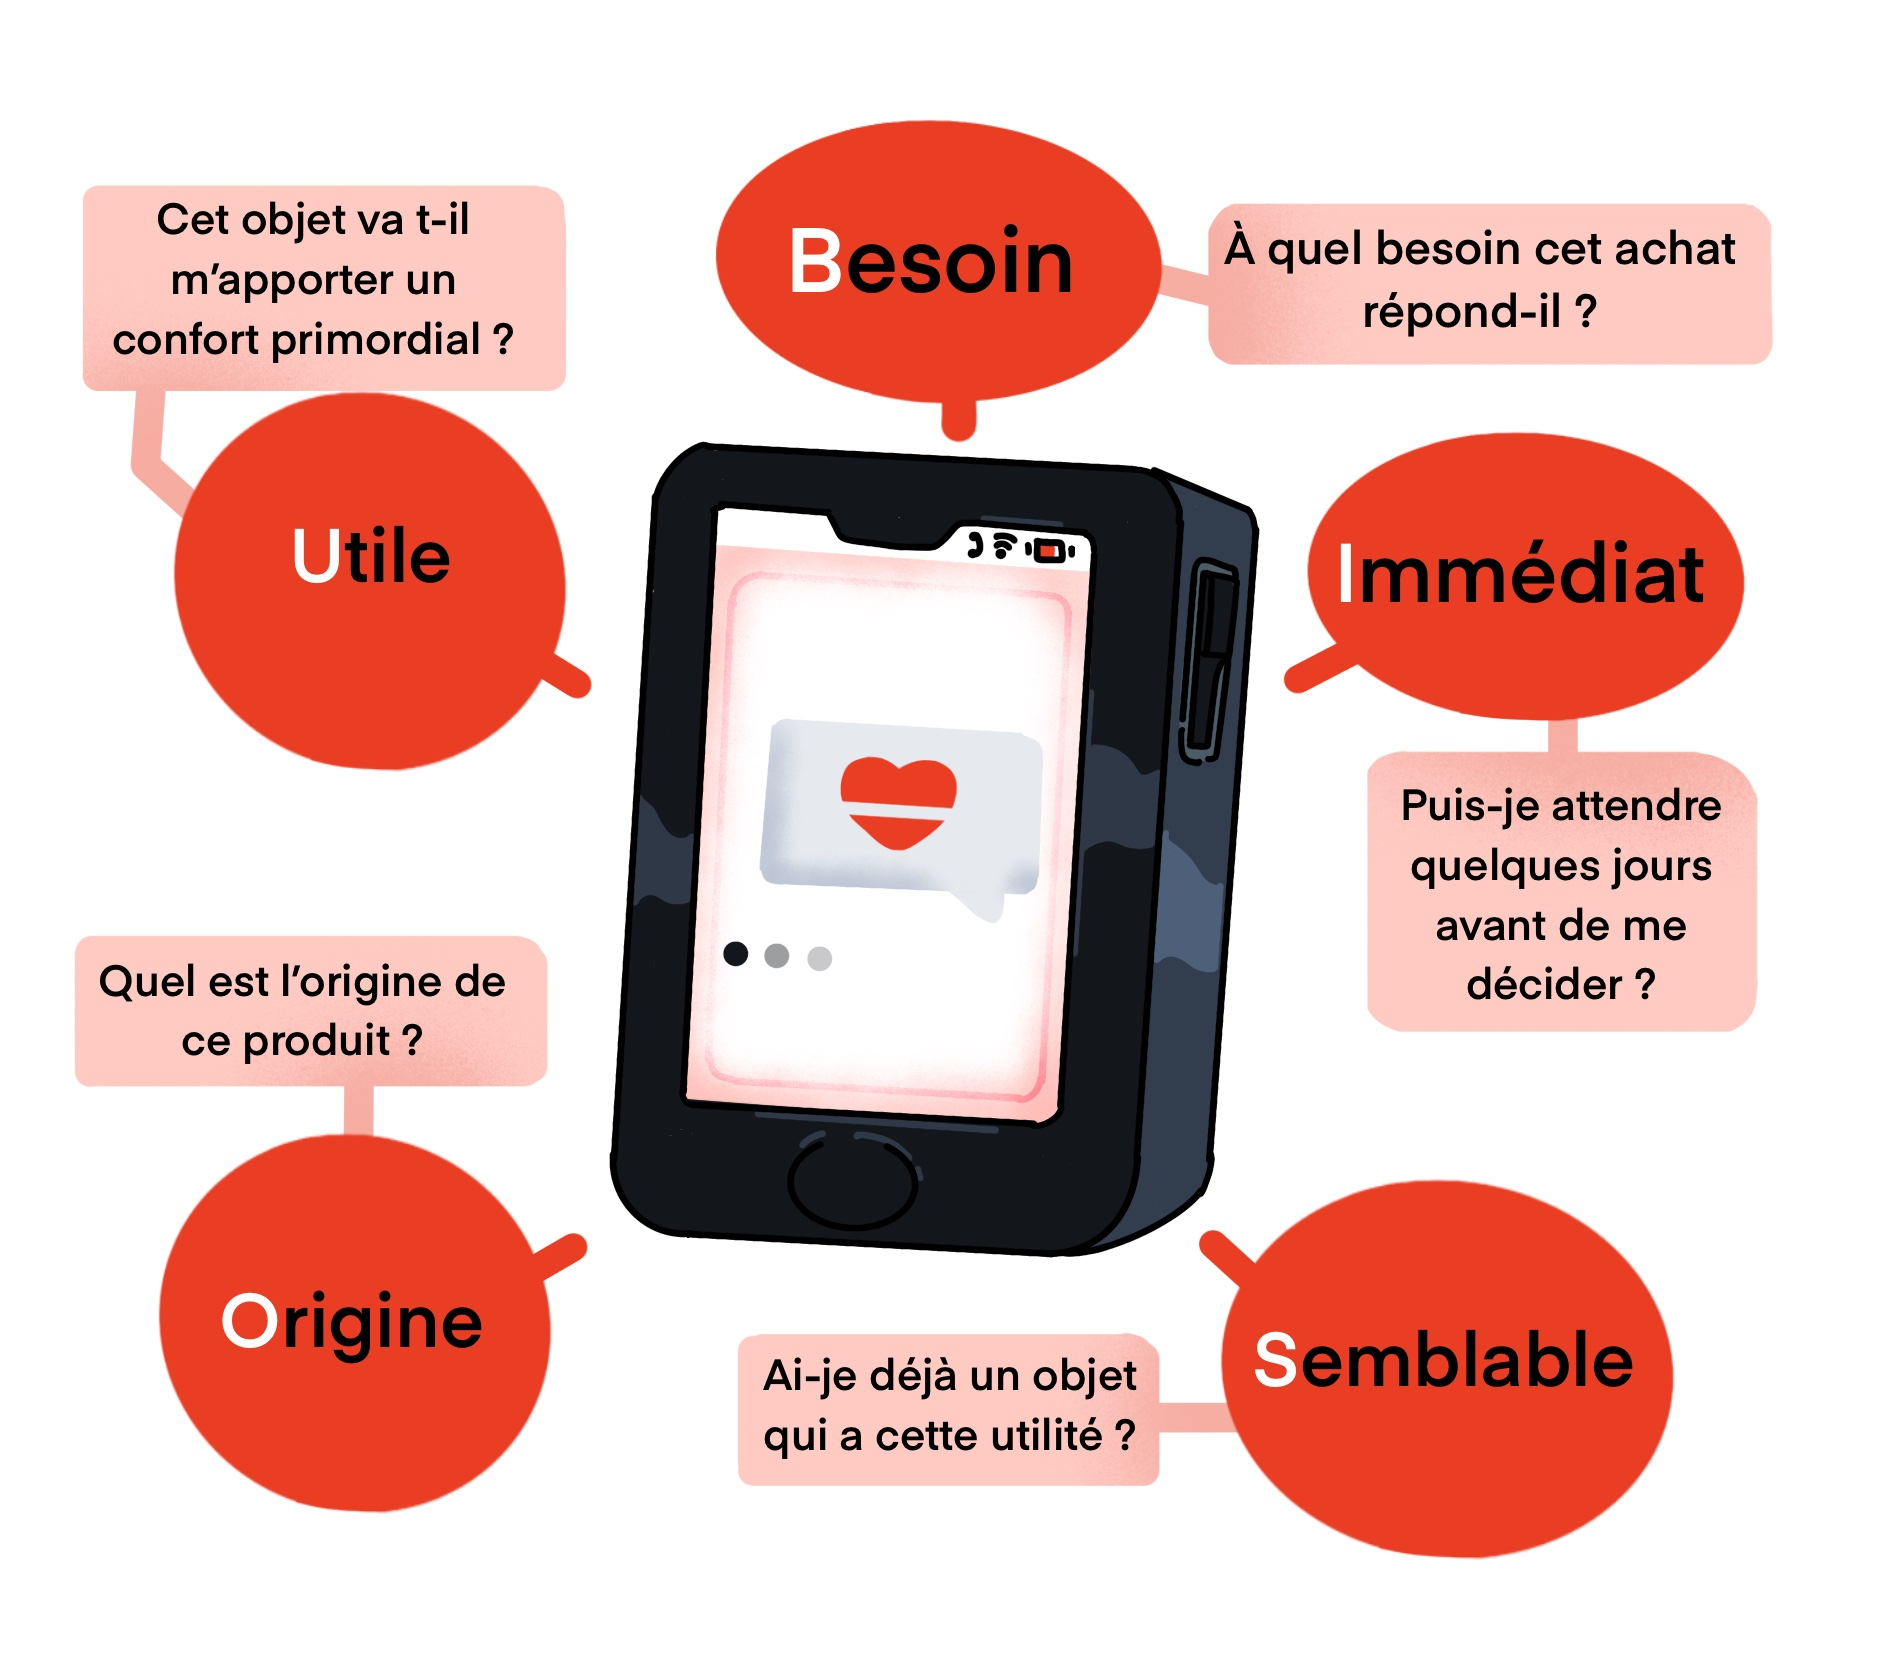 Besoin
À quel besoin cet achat
répond-il ?
Immédiat
Puis-je attendre
quelques jours
avant de me
décider ?
Semblable
Ai-je déjà un objet
qui a cette utilité ?
Origine
Quel est l’origine de
ce produit ?
Utile
Cet objet va t-il
m’apporter un
confort primordial ?